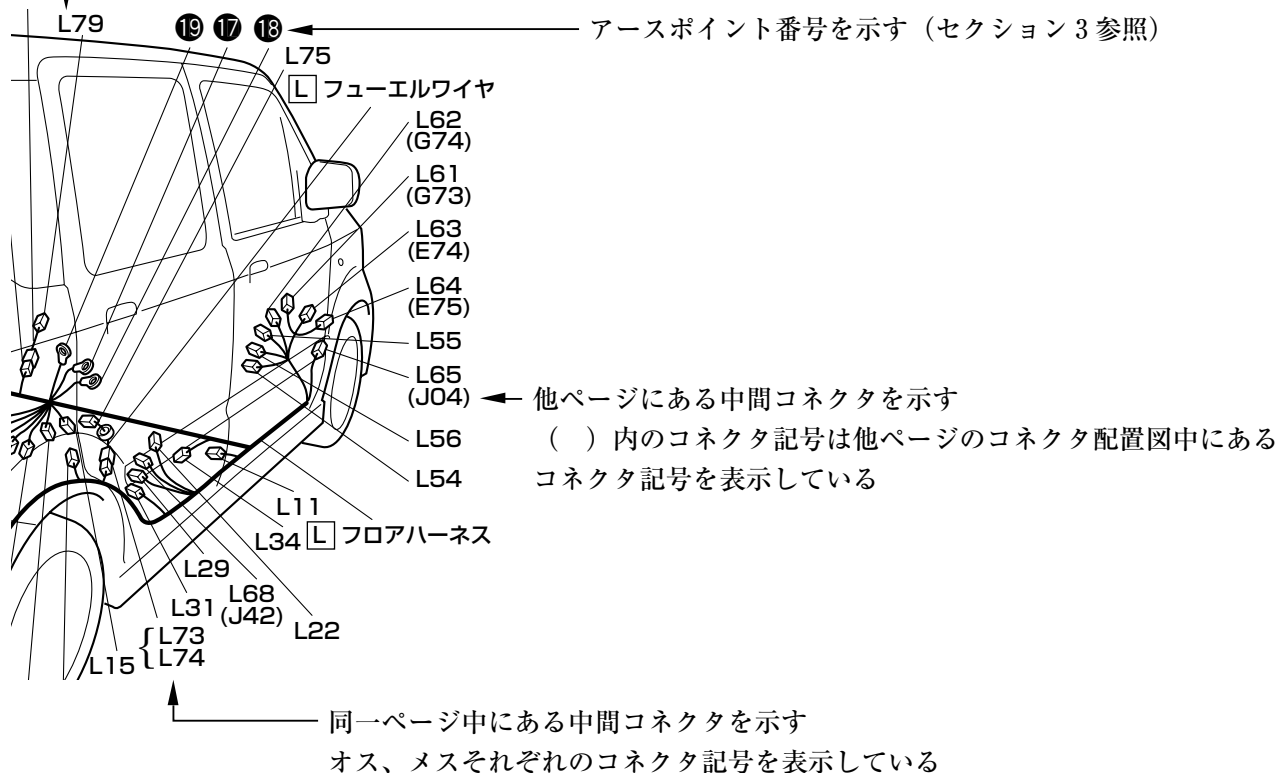 L79
⓳ ⓱ ⓲
アースポイント番号を示す（セクション3参照）
L75
L フューエルワイヤ
L62
(G74)
L61
(G73)
L63
(E74)
L64
(E75)
L55
L65
(J04)
他ページにある中間コネクタを示す
（　）内のコネクタ記号は他ページのコネクタ配置図中にある
コネクタ記号を表示している
L56
L54
L11
L34
L フロアハーネス
L29
L68
(J42)
L31
L22
L73
L74
L15
同一ページ中にある中間コネクタを示す
オス、メスそれぞれのコネクタ記号を表示している